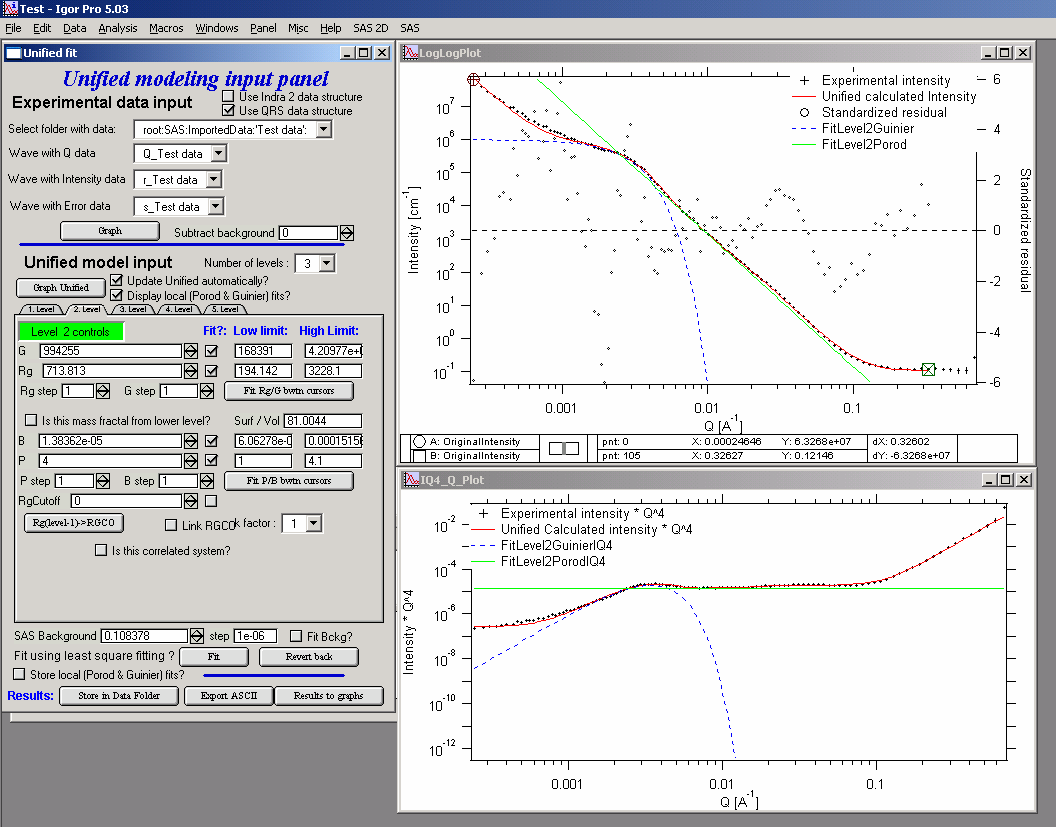 Test - Igor Pro 5.03
File Edit Data Analysis Macros Windows Panel Misc Help SAS 2D SAS
Unified fit
Unified modeling input panel
Experimental data input
Use Indra 2 data structure
Use QRS data structure
Select folder with data: root:SAS:ImportedData:'Test data':
Wave with Q data Q_Test data
Wave with Intensity data r_Test data
Wave with Error data s_Test data
Graph Subtract background 0
Unified model input Number of levels : 3
Graph Unified
Update Unified automatically?
Display local (Porod & Guinier) fits?
1. Level 2. Level 3. Level 4. Level 5. Level
Level 2 controls Fit?: Low limit: High Limit:
G 994255 168391 4.20977e+
Rg 713.813 194.142 3228.1
Rg step 1 G step 1 Fit Rg/G bwtn cursors
Is this mass fractal from lower level? Surf / Vol 81.0044
B 1.38362e-05 6.06278e- 0.0001515
P 4 1 4.1
P step 1 B step 1 Fit P/B bwtn cursors
RgCutoff 0
Rg(level-1)->RGCO Link RGCO k factor : 1
Is this correlated system?
SAS Background 0.108378 step 1e-06 Fit Bckg?
Fit using least square fitting ? Fit Revert back
Store local (Porod & Guinier) fits?
Results: Store in Data Folder Export ASCII Results to graphs
LogLogPlot
Experimental intensity
Unified calculated Intensity
Standardized residual
FitLevel2Guinier
FitLevel2Porod
10^7
10^6
10^5
10^4
10^3
10^2
10^1
10^0
10^-1
Intensity [cm^-1]
6
4
2
0
-2
-4
-6
Standardized residual
0.001 0.01 0.1
Q [A^-1]
A: OriginalIntensity pnt: 0 X: 0.00024646 Y: 6.3268e+07 dX: 0.32602
B: OriginalIntensity pnt: 105 X: 0.32627 Y: 0.12146 dY: -6.3268e+07
IQ4_Q_Plot
Experimental intensity * Q^4
Unified Calculated intensity * Q^4
FitLevel2GuinierIQ4
FitLevel2PorodIQ4
10^-2
10^-4
10^-6
10^-8
10^-10
10^-12
Intensity * Q^4
0.001 0.01 0.1
Q [A^-1]